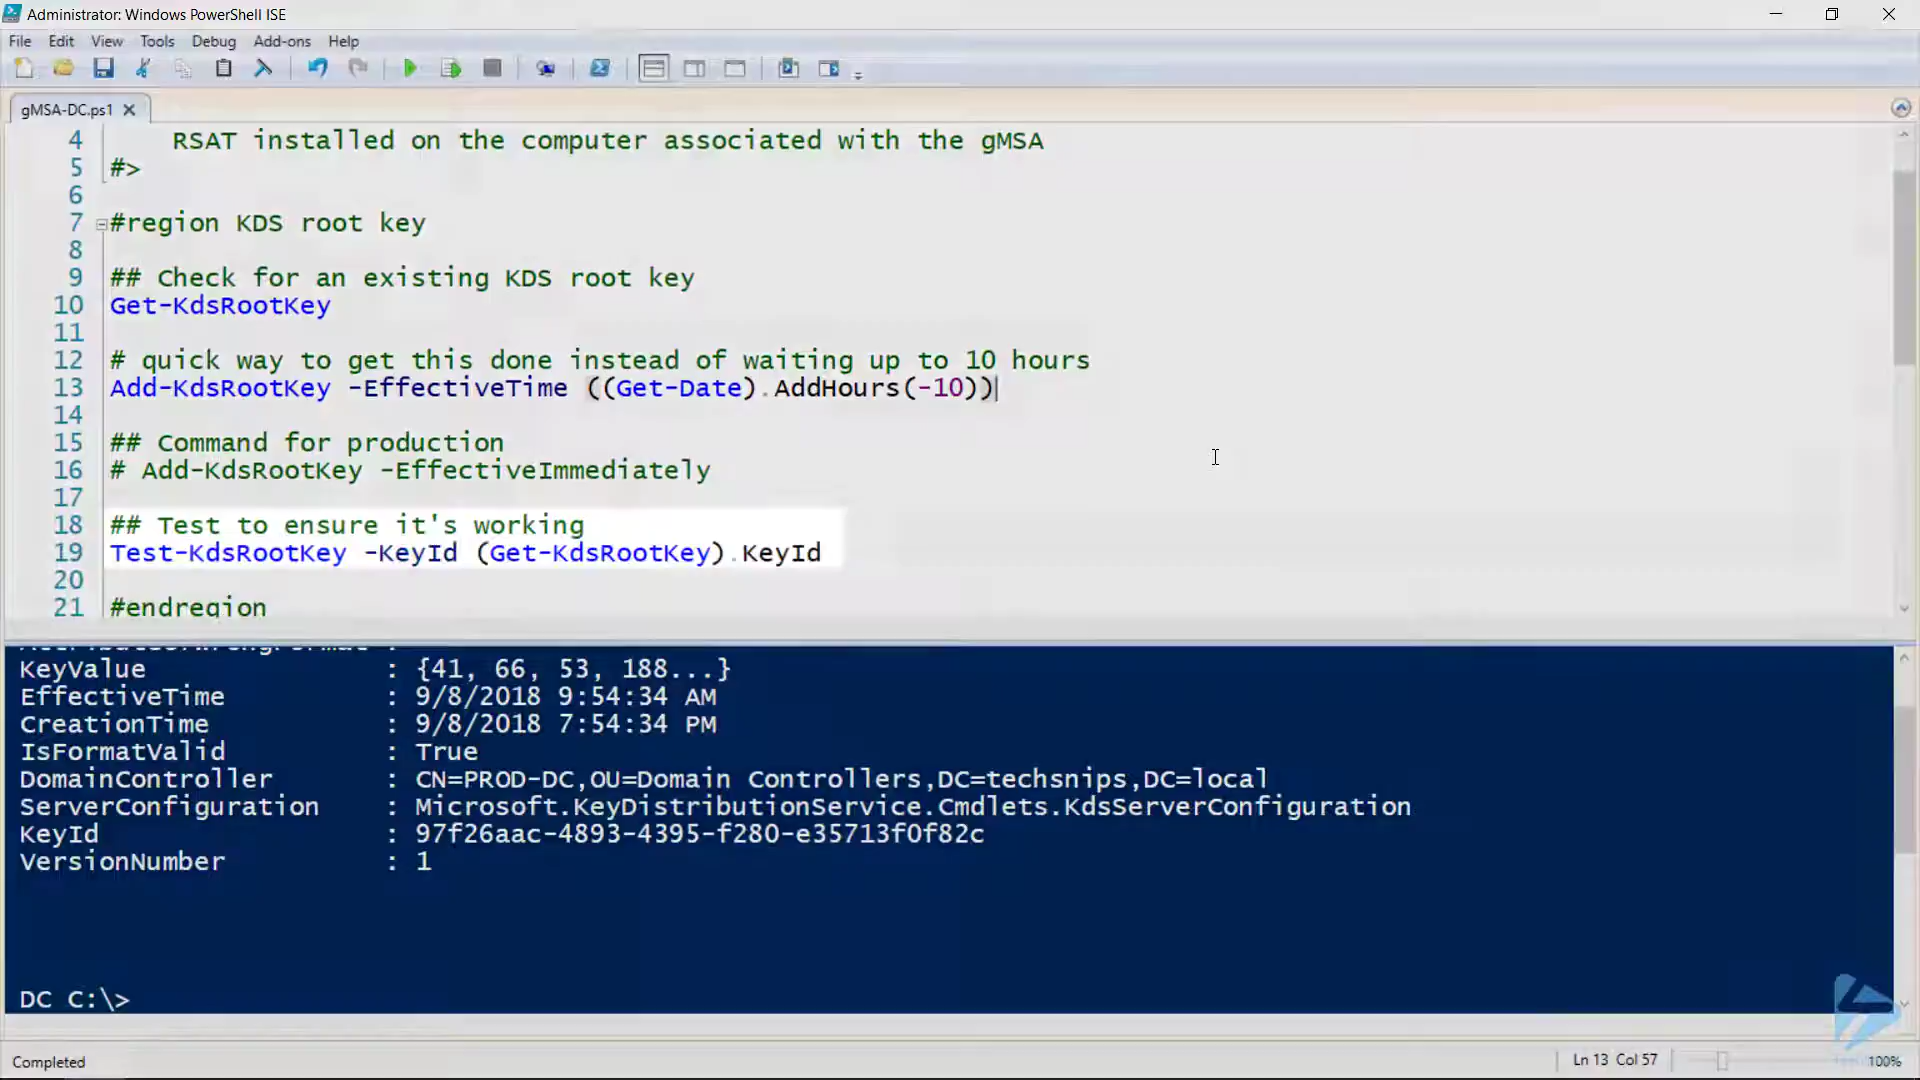 Administrator: Windows PowerShell ISE
File Edit View Tools Debug Add-ons Help
gMSA-DC.ps1
4 RSAT installed on the computer associated with the gMSA
5 #>
6
7 #region KDS root key
8
9 ## Check for an existing KDS root key
10 Get-KdsRootKey
11
12 # quick way to get this done instead of waiting up to 10 hours
13 Add-KdsRootKey -EffectiveTime ((Get-Date).AddHours(-10))
14
15 ## Command for production
16 # Add-KdsRootKey -EffectiveImmediately
17
18 ## Test to ensure it's working
19 Test-KdsRootKey -KeyId (Get-KdsRootKey).KeyId
20
21 #endregion
KeyValue : {41, 66, 53, 188...}
EffectiveTime : 9/8/2018 9:54:34 AM
CreationTime : 9/8/2018 7:54:34 PM
IsFormatValid : True
DomainController : CN=PROD-DC,OU=Domain Controllers,DC=techsnips,DC=local
ServerConfiguration : Microsoft.KeyDistributionService.Cmdlets.KdsServerConfiguration
KeyId : 97f26aac-4893-4395-f280-e35713f0f82c
VersionNumber : 1
DC C:\>
Completed
Ln 13 Col 57
100%